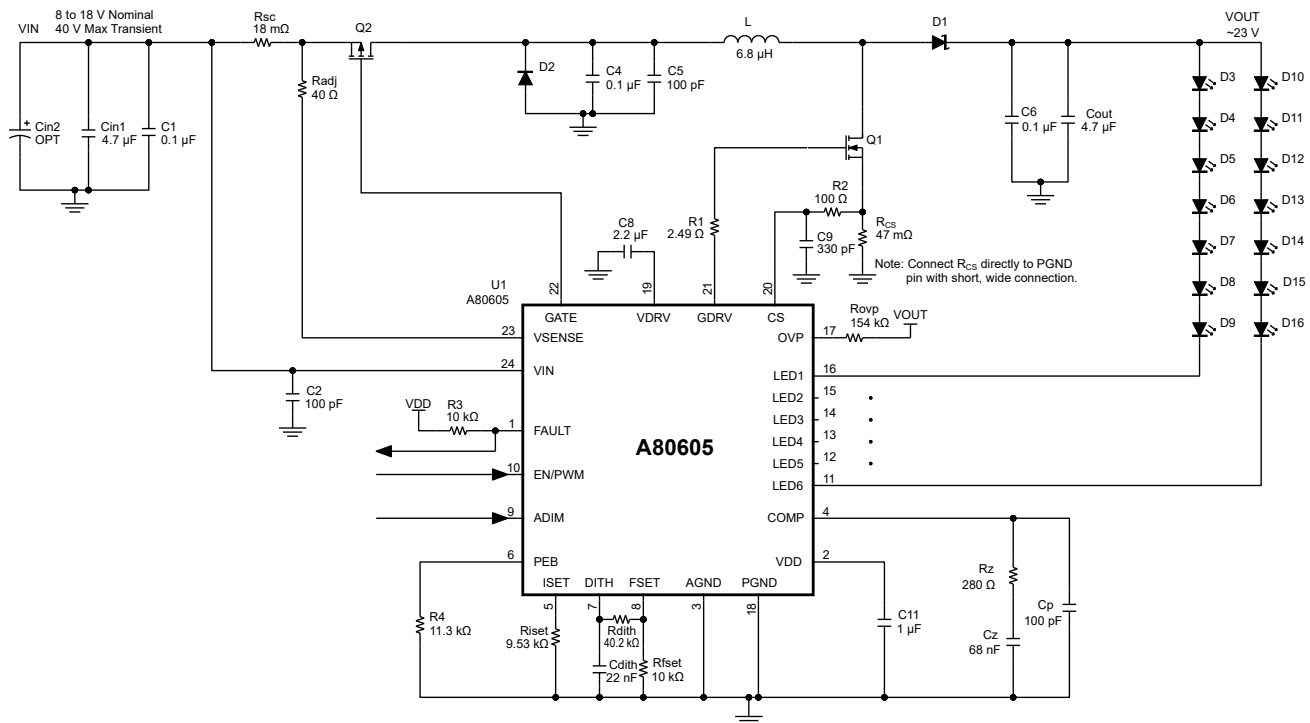 8 to 18 V Nominal
40 V Max Transient
VIN
Rsc
18 mΩ
Q2
L
6.8 µH
D1
VOUT
~23 V
Radj
40 Ω
D2
C4
0.1 µF
C5
100 pF
D3
D10
D4
D11
D5
D12
D6
D13
D7
D14
D8
D15
D9
D16
+
Cin2
OPT
Cin1
4.7 µF
C1
0.1 µF
C6
0.1 µF
Cout
4.7 µF
Q1
R2
100 Ω
R1
2.49 Ω
C9
330 pF
RCS
47 mΩ
Note: Connect RCS directly to PGND
pin with short, wide connection.
C8
2.2 µF
U1
A80605
22
19
21
20
GATE
VDRV
GDRV
CS
23
VSENSE
OVP
17
Rovp
154 kΩ
VOUT
24
VIN
LED1
16
C2
100 pF
LED2
15
LED3
14
LED4
13
LED5
12
LED6
11
VDD
R3
10 kΩ
1
FAULT
A80605
10
EN/PWM
9
ADIM
COMP
4
6
PEB
VDD
2
ISET
DITH
FSET
AGND
PGND
5
7
8
3
18
R4
11.3 kΩ
Riset
9.53 kΩ
Rdith
40.2 kΩ
Cdith
22 nF
Rfset
10 kΩ
C11
1 µF
Rz
280 Ω
Cz
68 nF
Cp
100 pF